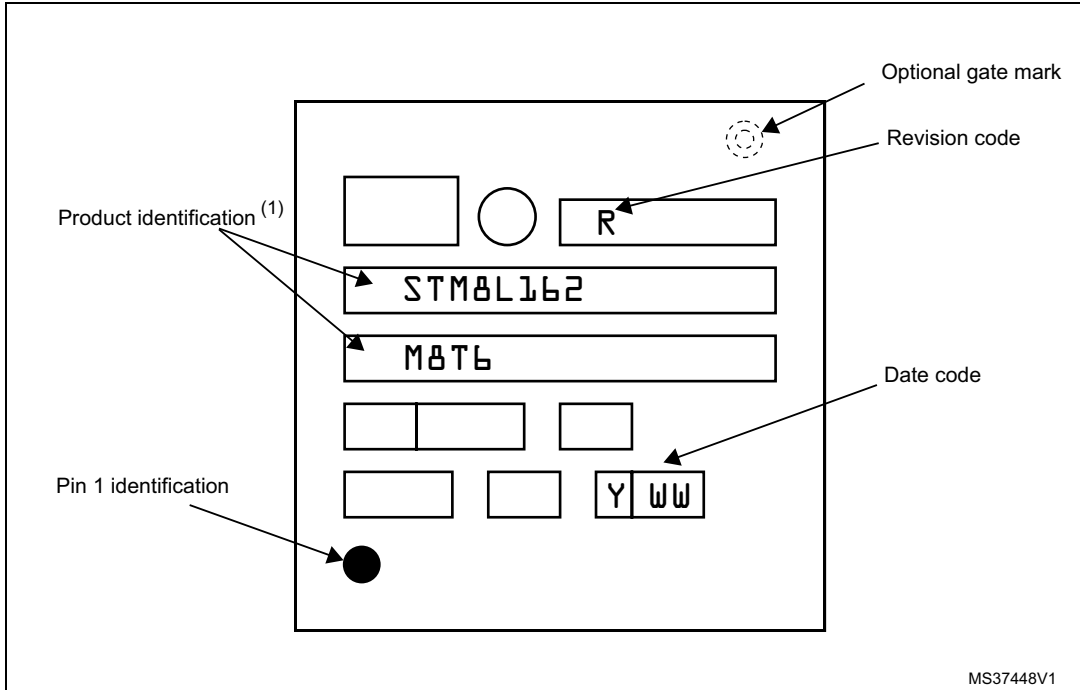 Optional gate mark
Revision code
Product identification (1)
R
STM8L162
M8T6
Date code
Pin 1 identification
Y WW
MS37448V1